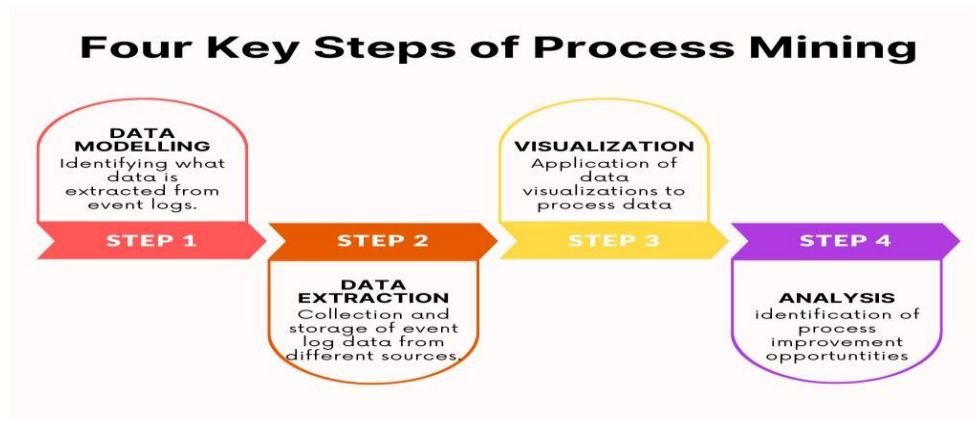 Four Key Steps of Process Mining
DATA
MODELLING
Identifying what
data is
extracted from
event logs.
STEP 1
STEP 2
DATA
EXTRACTION
Collection and
storage of event
log data from
different sources.
VISUALIZATION
Application of
data
visualizations to
process data
STEP 3
STEP 4
ANALYSIS
identification of
process
improvement
opportuntities